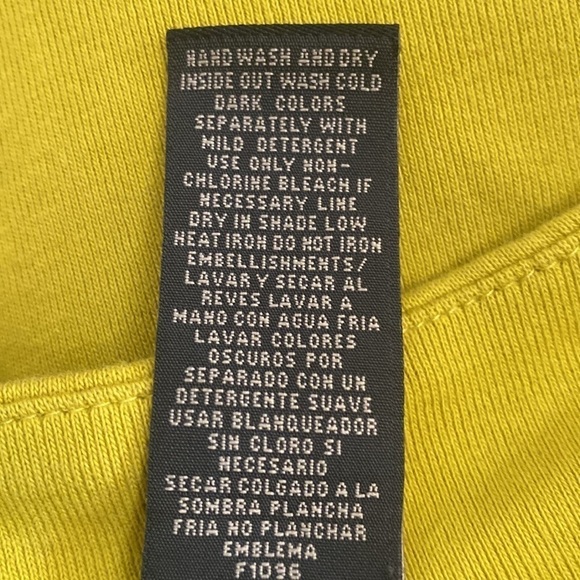 HAND WASH AND DRY
INSIDE OUT WASH COLD
DARK COLORS
SEPARATELY WITH
MILD DETERGENT
USE ONLY NON-
CHLORINE BLEACH IF
NECESSARY LINE
DRY IN SHADE LOW
HEAT IRON DO NOT IRON
EMBELLISHMENTS/
LAVAR Y SECAR AL
REVES LAVAR A
MANO CON AGUA FRIA
LAVAR COLORES
OSCUROS POR
SEPARADO CON UN
DETERGENTE SUAVE
USAR BLANQUEADOR
SIN CLORO SI
NECESARIO
SECAR COLGADO A LA
SOMBRA PLANCHA
FRIA NO PLANCHAR
EMBLEMA
F1096